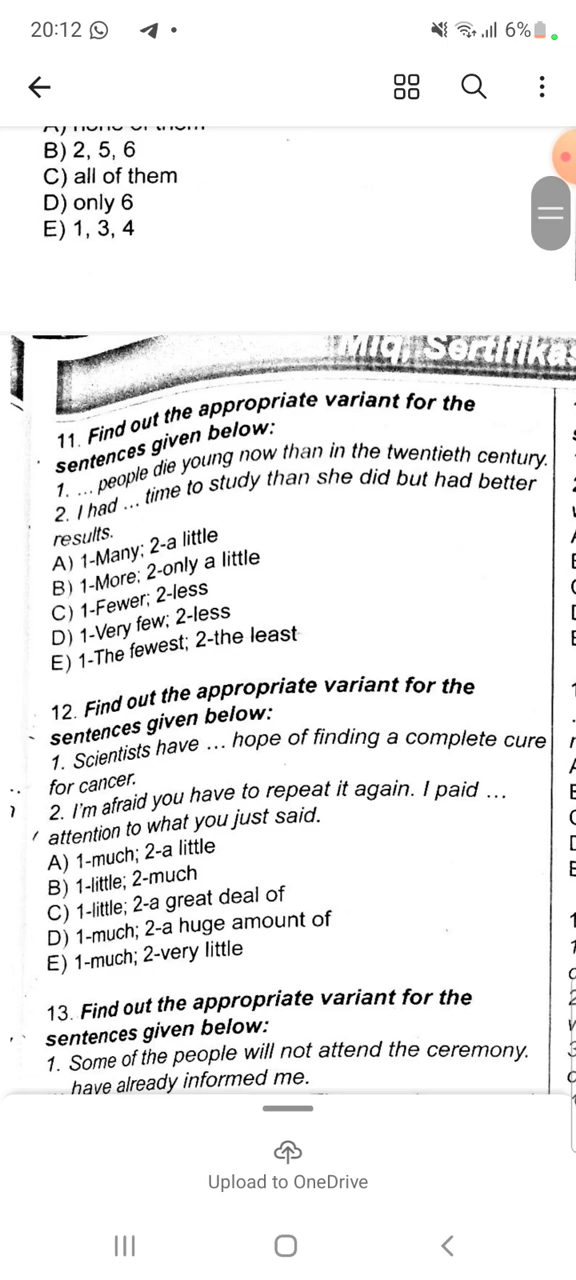 20:12
6%
A) none of them
B) 2, 5, 6
C) all of them
D) only 6
E) 1, 3, 4
Miq, Sertifikas
11. Find out the appropriate variant for the
sentences given below:
1. ... people die young now than in the twentieth century.
2. I had ... time to study than she did but had better
results.
A) 1-Many; 2-a little
B) 1-More; 2-only a little
C) 1-Fewer; 2-less
D) 1-Very few; 2-less
E) 1-The fewest; 2-the least
12. Find out the appropriate variant for the
sentences given below:
1. Scientists have ... hope of finding a complete cure
for cancer.
2. I'm afraid you have to repeat it again. I paid ...
attention to what you just said.
A) 1-much; 2-a little
B) 1-little; 2-much
C) 1-little; 2-a great deal of
D) 1-much; 2-a huge amount of
E) 1-much; 2-very little
13. Find out the appropriate variant for the
sentences given below:
1. Some of the people will not attend the ceremony.
have already informed me.
Upload to OneDrive